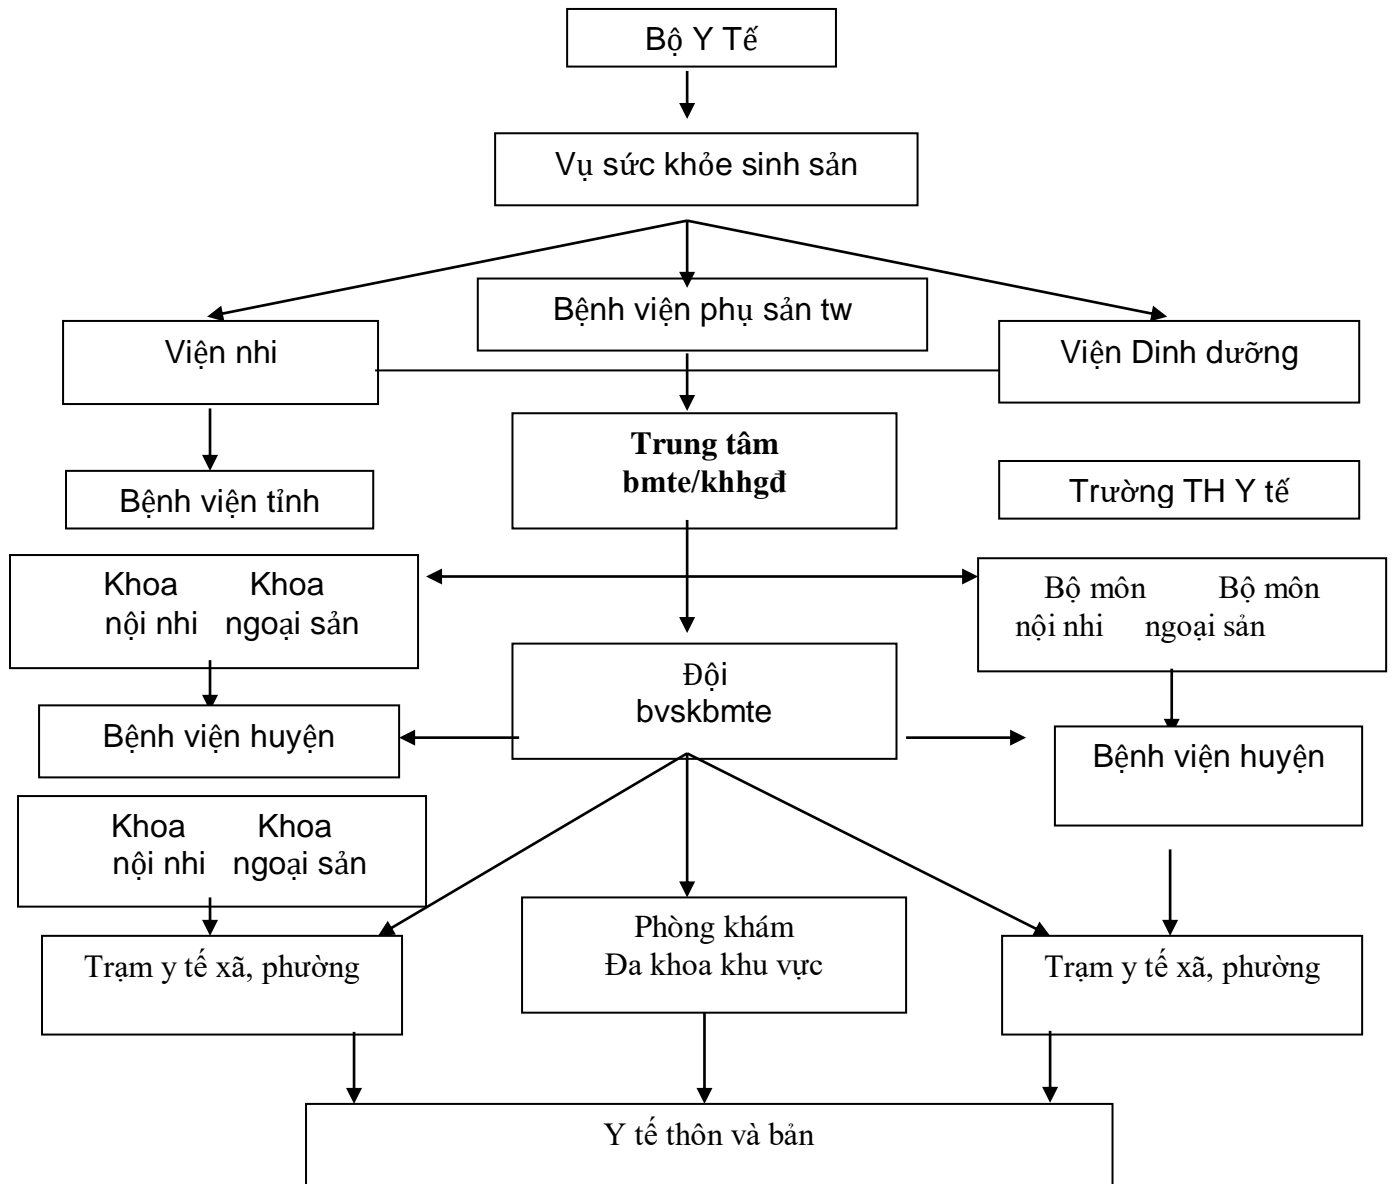 Bộ Y Tế
Vụ sức khỏe sinh sản
Bệnh viện phụ sản tw
Viện nhi
Viện Dinh dưỡng
Trung tâm
bmte/khhgđ
Bệnh viện tỉnh
Trường TH Y tế
Khoa Khoa
nội nhi ngoại sản
Bộ môn Bộ môn
nội nhi ngoại sản
Đội
bvskbmte
Bệnh viện huyện
Bệnh viện huyện
Khoa Khoa
nội nhi ngoại sản
Phòng khám
Đa khoa khu vực
Trạm y tế xã, phường
Trạm y tế xã, phường
Y tế thôn và bản